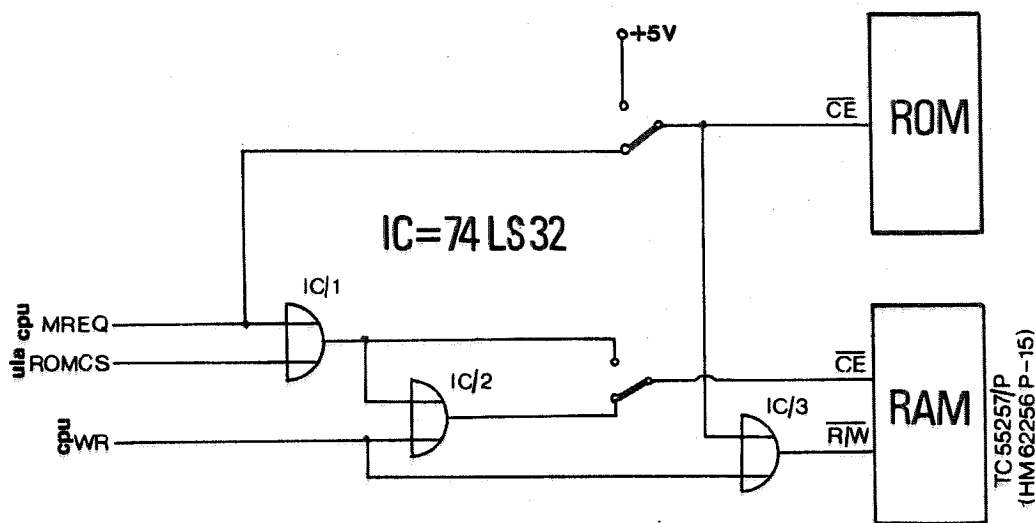 +5V
CE
ROM
IC=74 LS32
IC/1
cpu MREQ
ula ROMCS
IC/2
cpu WR
CE
IC/3
R/W
RAM
TC 55257/P
(HM 62256 P-15)